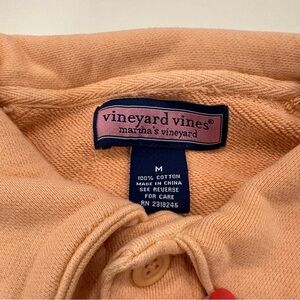 vineyard vines®
martha's vineyard
M
100% COTTON
MADE IN CHINA
SEE REVERSE
FOR CARE
RN 2318245